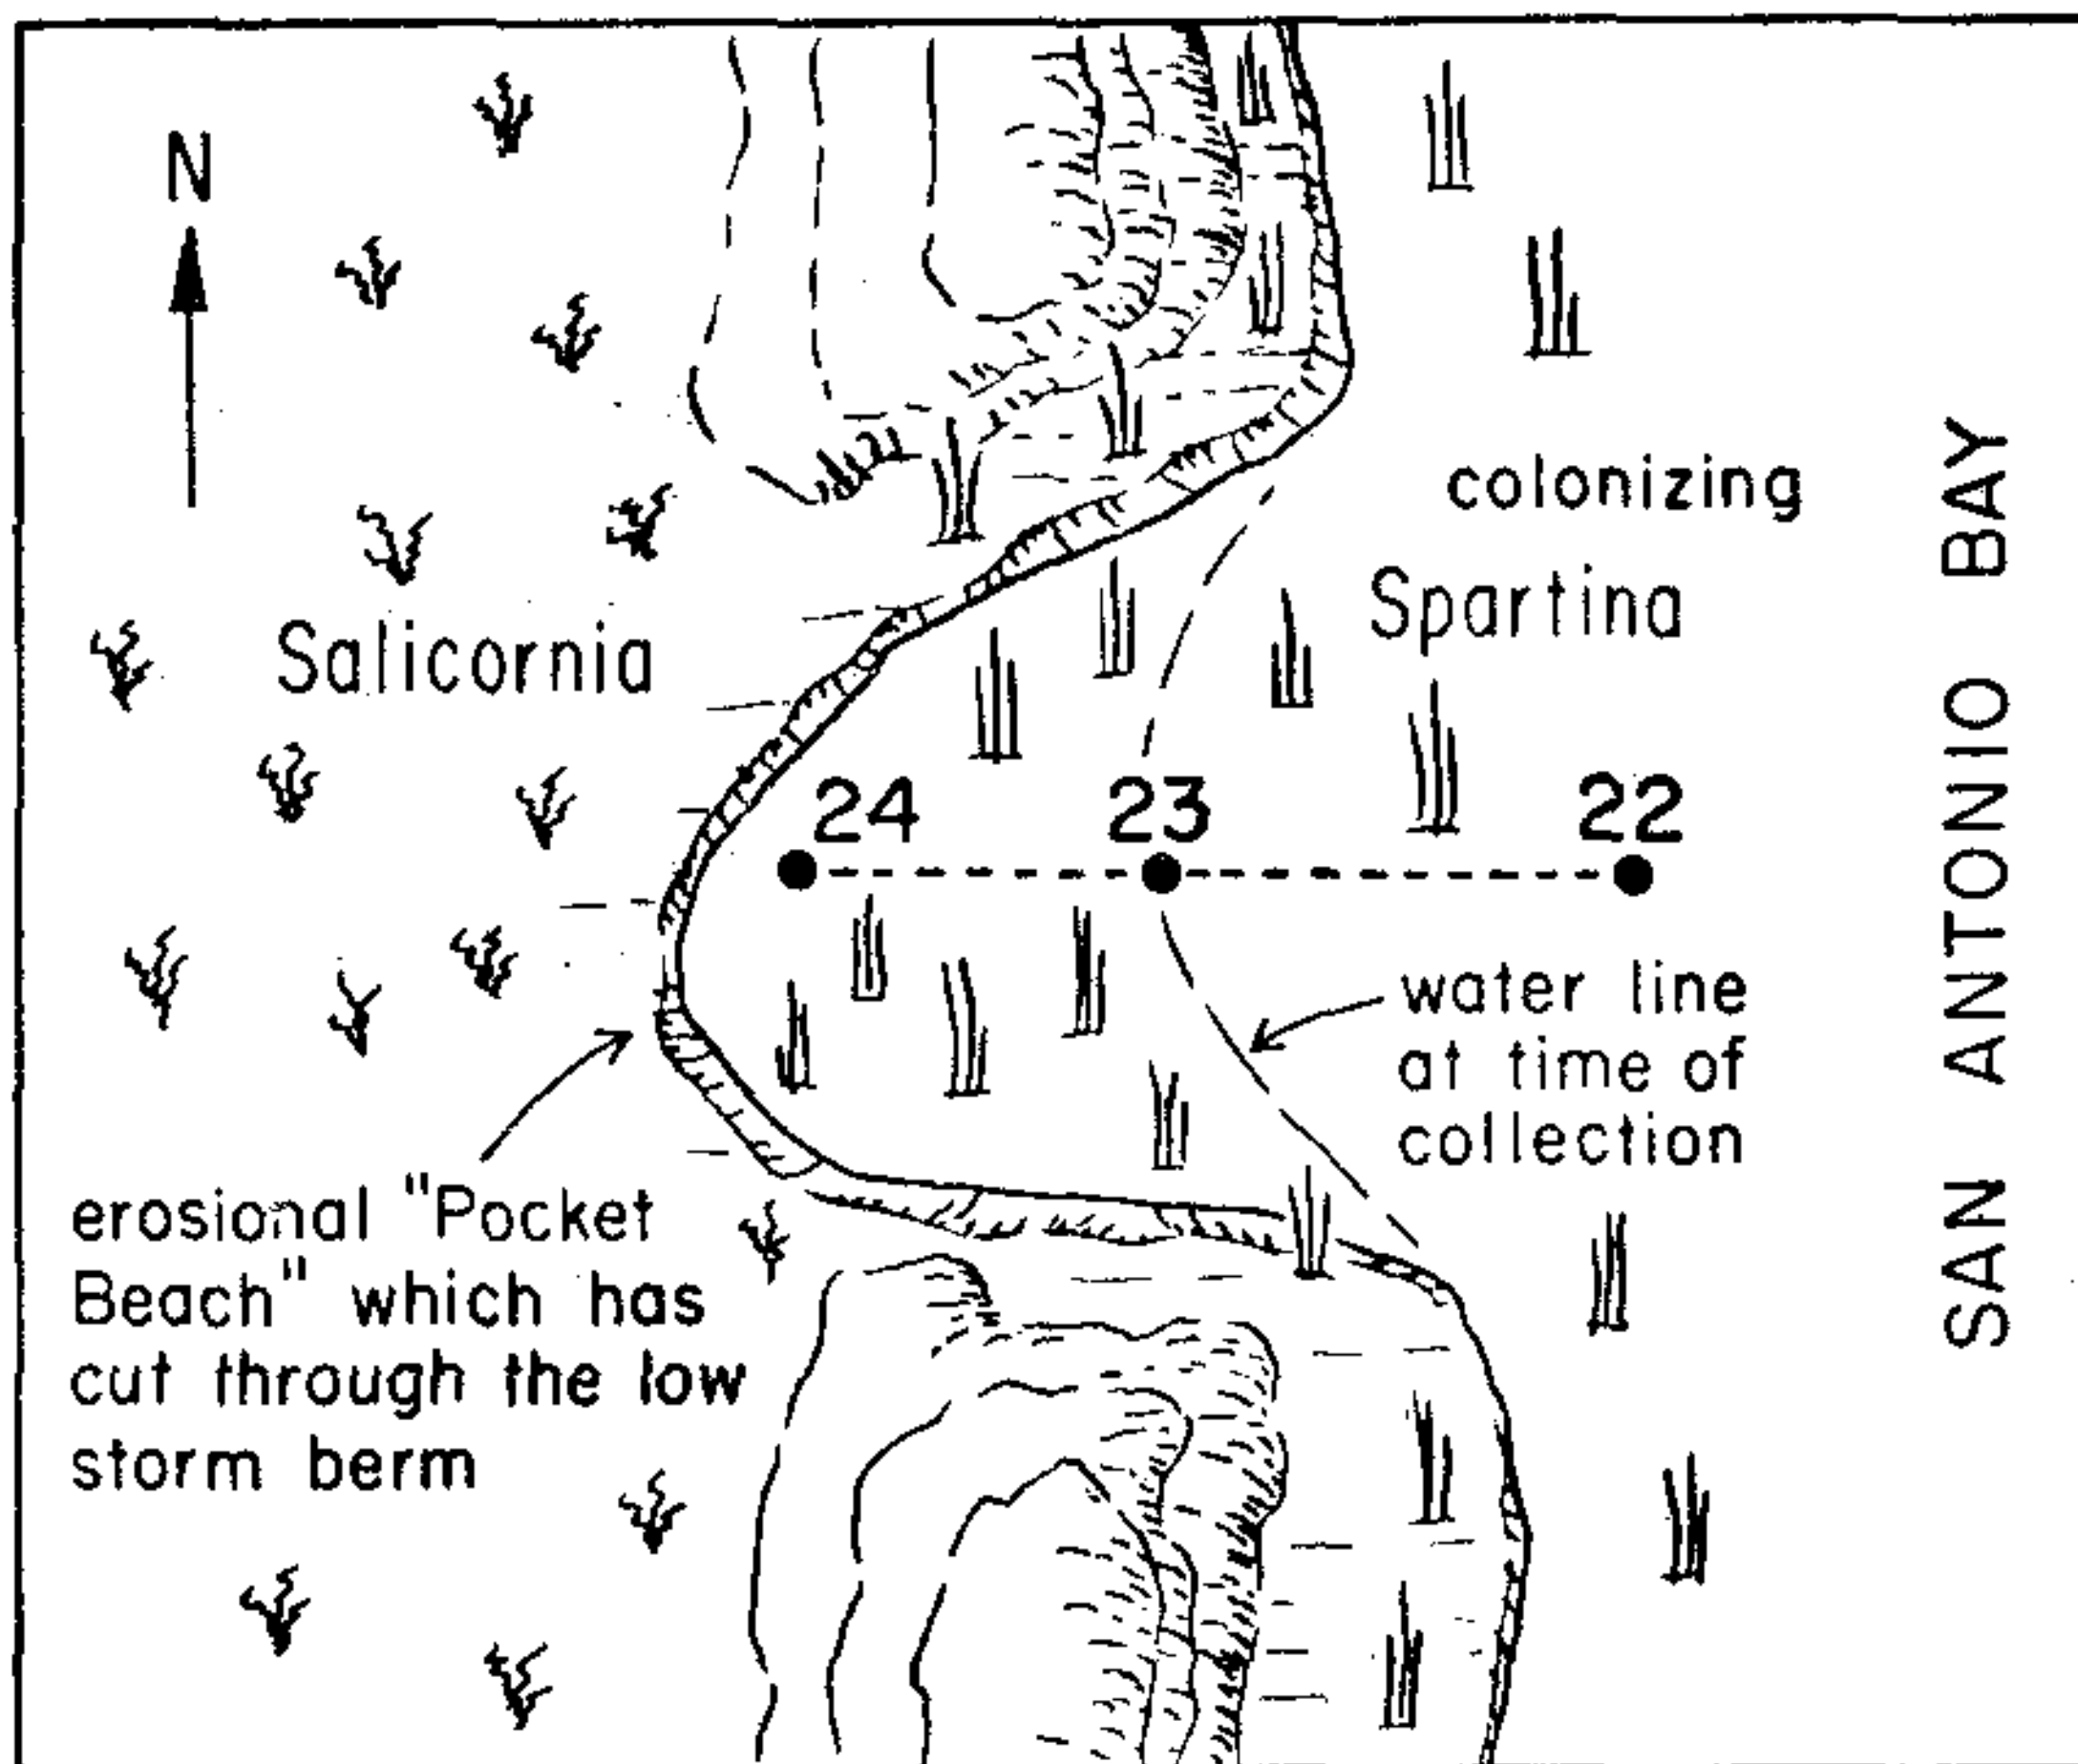 N
colonizing
Spartina
Salicornia
24
23
22
water line
at time of
collection
erosional "Pocket
Beach" which has
cut through the low
storm berm
SAN ANTONIO BAY